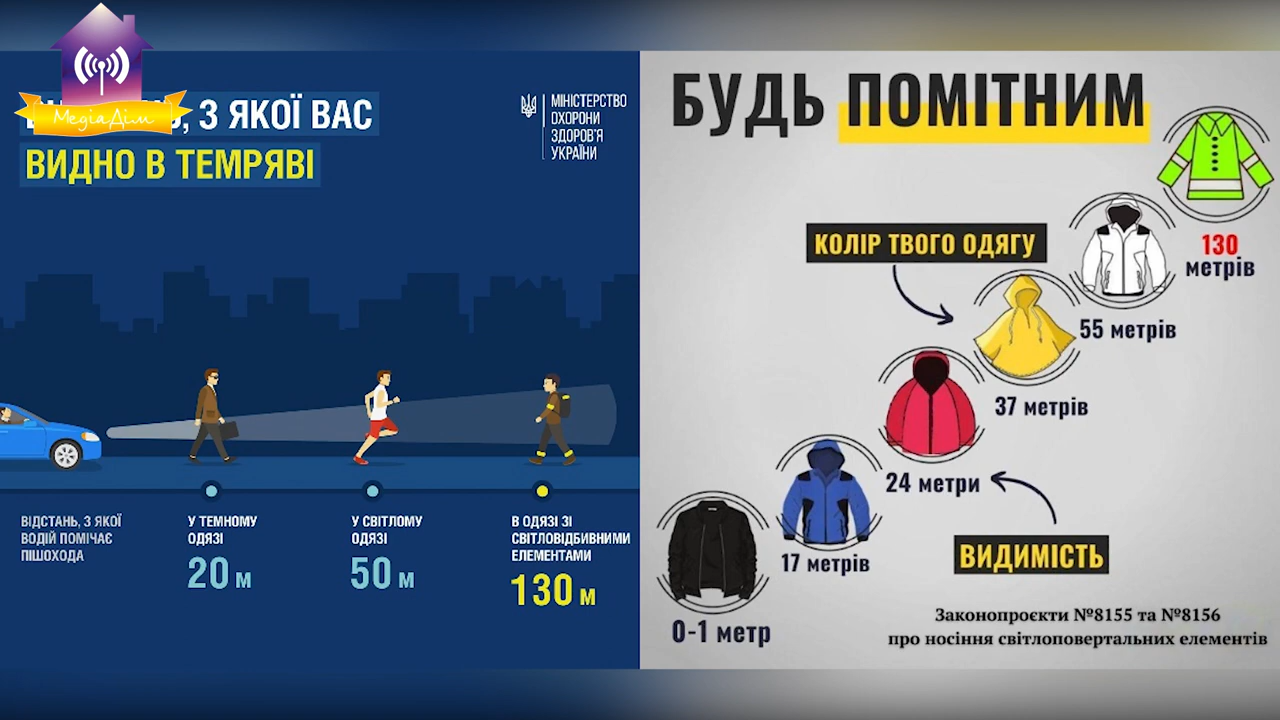 МедіаДім
З ЯКОЇ ВАС
ВИДНО В ТЕМРЯВІ
МІНІСТЕРСТВО
ОХОРОНИ
ЗДОРОВ'Я
УКРАЇНИ
ВІДСТАНЬ, З ЯКОЇ
ВОДІЙ ПОМІЧАЄ
ПІШОХОДА
У ТЕМНОМУ
ОДЯЗІ
20 м
У СВІТЛОМУ
ОДЯЗІ
50 м
В ОДЯЗІ ЗІ
СВІТЛОВІДБИВНИМИ
ЕЛЕМЕНТАМИ
130 м
БУДЬ ПОМІТНИМ
КОЛІР ТВОГО ОДЯГУ
130
метрів
55 метрів
37 метрів
24 метри
17 метрів
0-1 метр
ВИДИМІСТЬ
Законопроєкти №8155 та №8156
про носіння світлоповертальних елементів